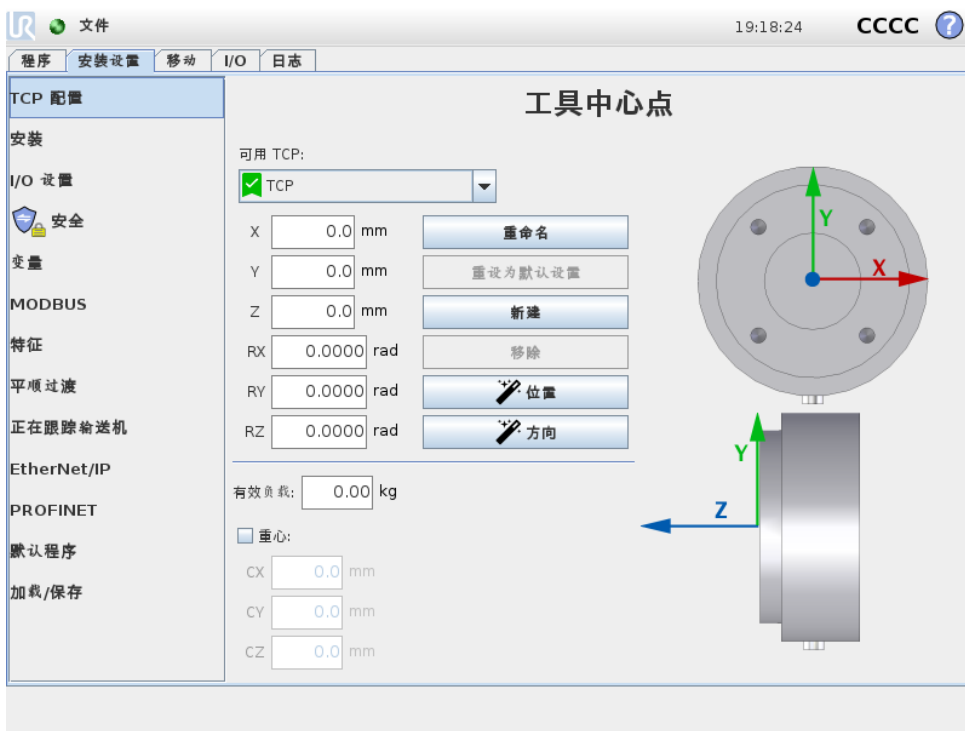 UR 文件 19:18:24 CCCC ?
程序 安装设置 移动 I/O 日志
TCP 配置
安装
I/O 设置
安全
变量
MODBUS
特征
平顺过渡
正在跟踪输送机
EtherNet/IP
PROFINET
默认程序
加载/保存
工具中心点
可用 TCP:
TCP
X 0.0 mm 重命名
Y 0.0 mm 重设为默认设置
Z 0.0 mm 新建
RX 0.0000 rad 移除
RY 0.0000 rad 位置
RZ 0.0000 rad 方向
有效负载: 0.00 kg
重心:
CX 0.0 mm
CY 0.0 mm
CZ 0.0 mm
Y
X
Y
Z